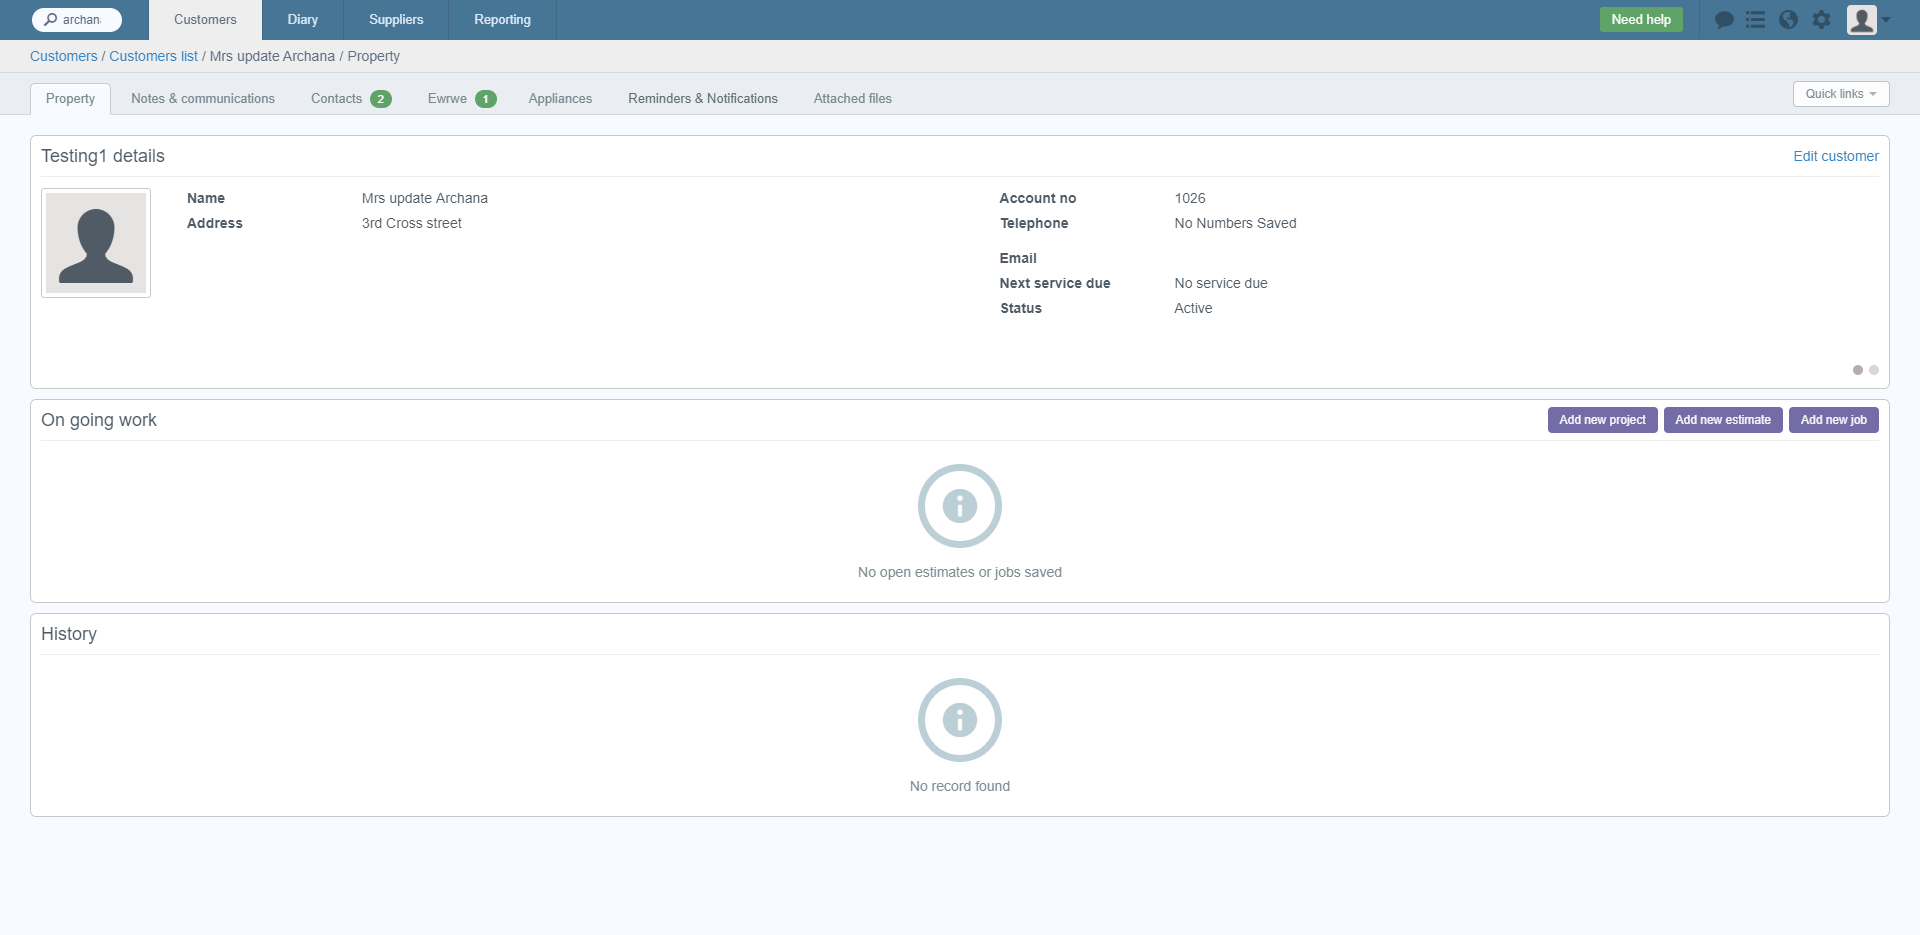 archan
Customers
Diary
Suppliers
Reporting
Need help
Customers / Customers list / Mrs update Archana / Property
Property
Notes & communications
Contacts 2
Ewrwe 1
Appliances
Reminders & Notifications
Attached files
Quick links
Testing1 details
Edit customer
Name Mrs update Archana
Address 3rd Cross street
Account no 1026
Telephone No Numbers Saved
Email
Next service due No service due
Status Active
On going work
Add new project
Add new estimate
Add new job
No open estimates or jobs saved
History
No record found